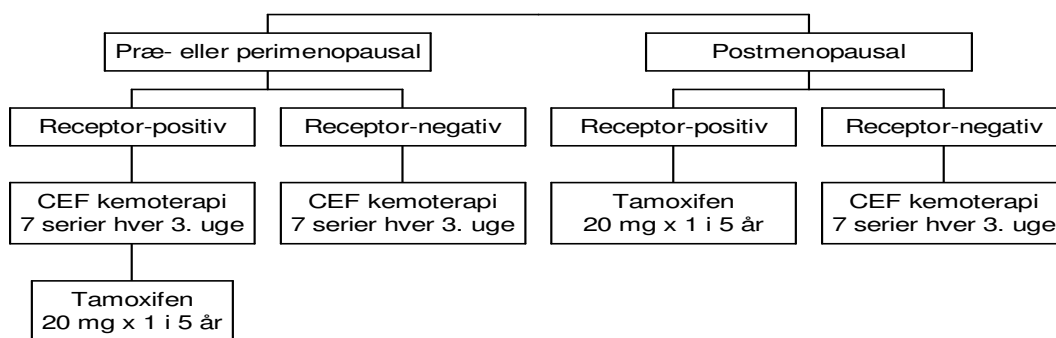 Præ- eller perimenopausal
Postmenopausal
Receptor-positiv
Receptor-negativ
Receptor-positiv
Receptor-negativ
CEF kemoterapi
7 serier hver 3. uge
CEF kemoterapi
7 serier hver 3. uge
Tamoxifen
20 mg x 1 i 5 år
CEF kemoterapi
7 serier hver 3. uge
Tamoxifen
20 mg x 1 i 5 år